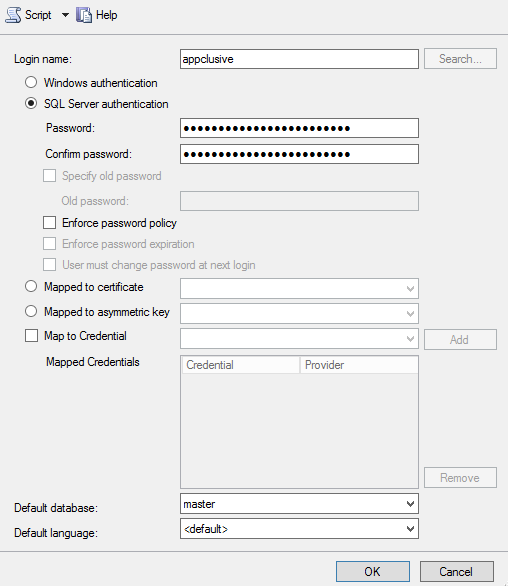 Script Help
Login name: appclusive Search...
Windows authentication
SQL Server authentication
Password: ●●●●●●●●●●●●●●●●●●●●●●●●
Confirm password: ●●●●●●●●●●●●●●●●●●●●●●●●
Specify old password
Old password:
Enforce password policy
Enforce password expiration
User must change password at next login
Mapped to certificate
Mapped to asymmetric key
Map to Credential Add
Mapped Credentials Credential Provider
Remove
Default database: master
Default language: <default>
OK Cancel